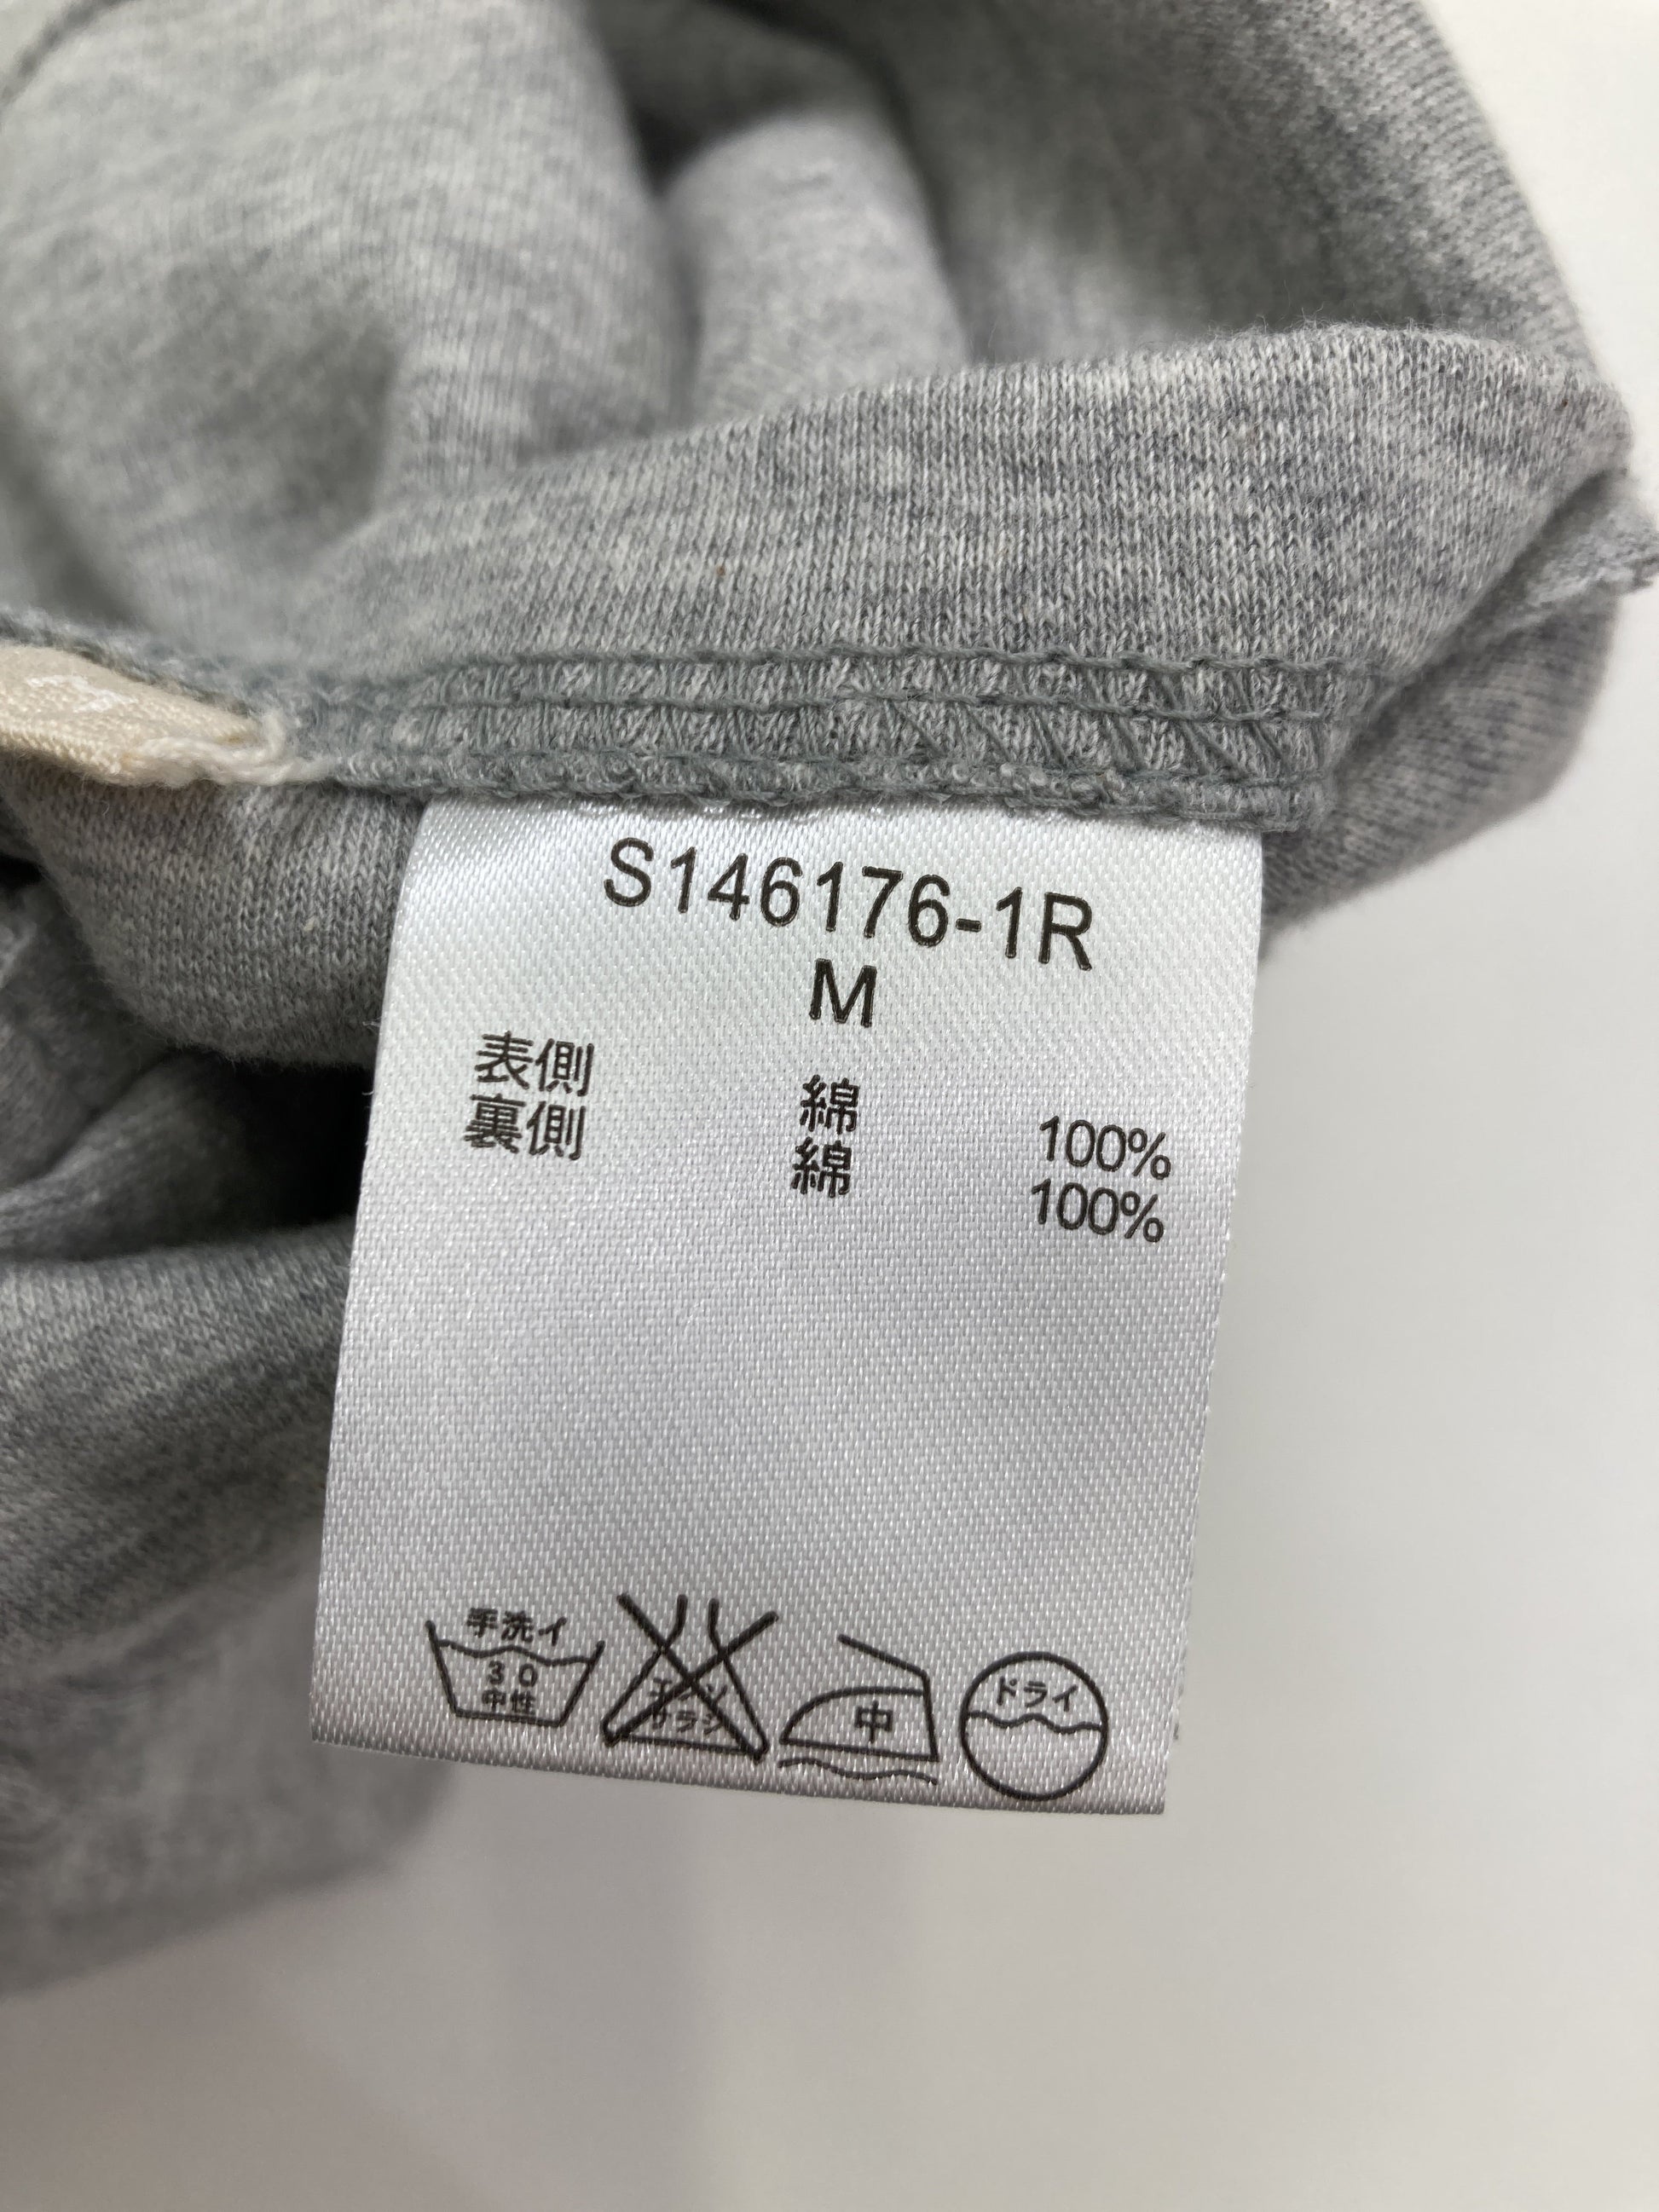 S146176-1R
M
表側 綿 100%
裏側 綿 100%
手洗イ
30
中性
エンソ
サラシ
中
ドライ